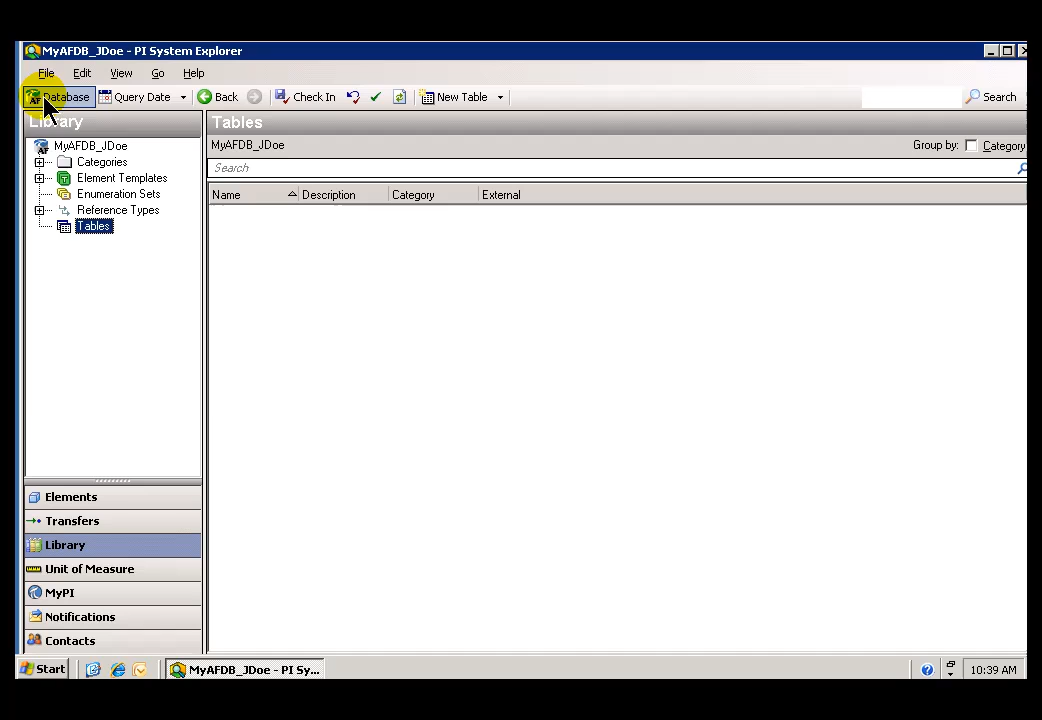 MyAFDB_JDoe - PI System Explorer
File Edit View Go Help
Database Query Date Back Check In New Table Search
Library
Tables
MyAFDB_JDoe
Group by: Category
MyAFDB_JDoe
Categories
Element Templates
Enumeration Sets
Reference Types
Tables
Search
Name Description Category External
Elements
Transfers
Library
Unit of Measure
MyPI
Notifications
Contacts
Start MyAFDB_JDoe - PI Sy... 10:39 AM